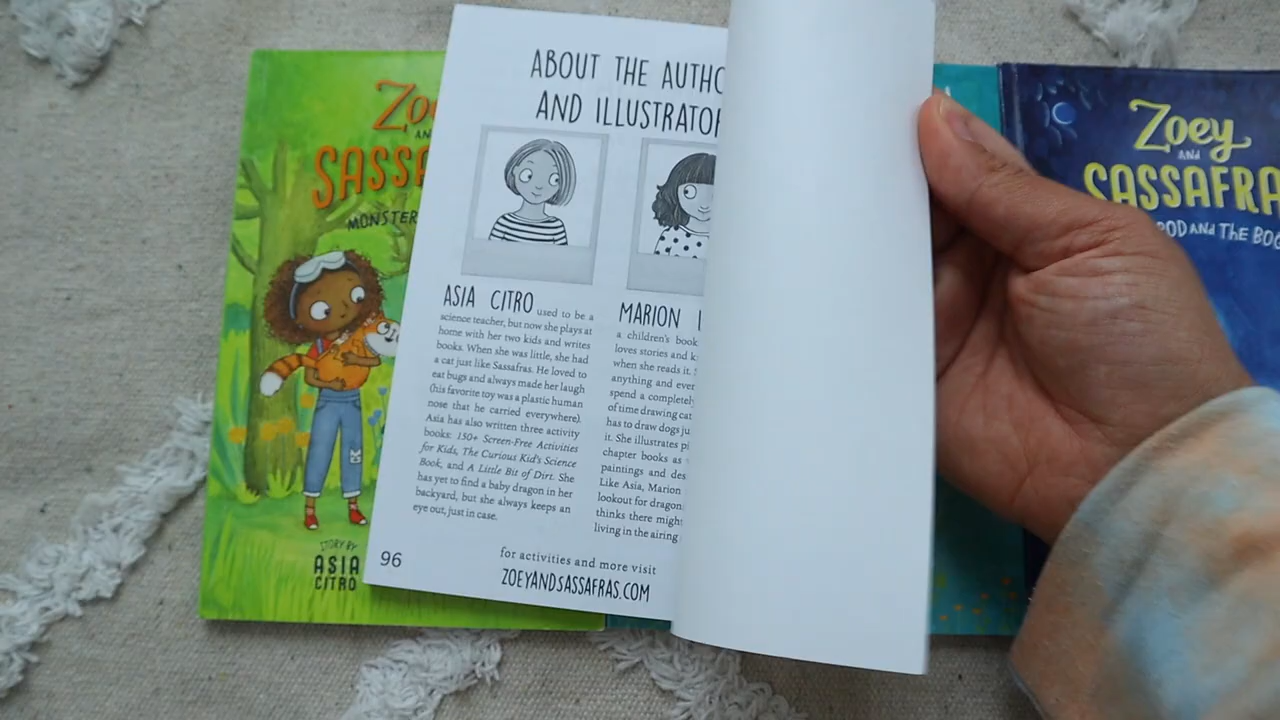 Zoey
AND
SASSAFRA
POD AND THE BOG
MONSTER
STORY BY
ASIA
CITRO
ABOUT THE AUTHO
AND ILLUSTRATOR
ASIA CITRO used to be a
science teacher, but now she plays at
home with her two kids and writes
books. When she was little, she had
a cat just like Sassafras. He loved to
eat bugs and always made her laugh
(his favorite toy was a plastic human
nose that he carried everywhere).
Asia has also written three activity
books: 150+ Screen-Free Activities
for Kids, The Curious Kid's Science
Book, and A Little Bit of Dirt. She
has yet to find a baby dragon in her
backyard, but she always keeps an
eye out, just in case.
MARION
a children's book
loves stories and
when she reads it.
anything and ever
spend a completely
of time drawing cat
has to draw dogs
it. She illustrates
chapter books as
paintings and des
Like Asia, Marion
lookout for dragon
thinks there might
living in the airing
96
for activities and more visit
ZOEYANDSASSAFRAS.COM